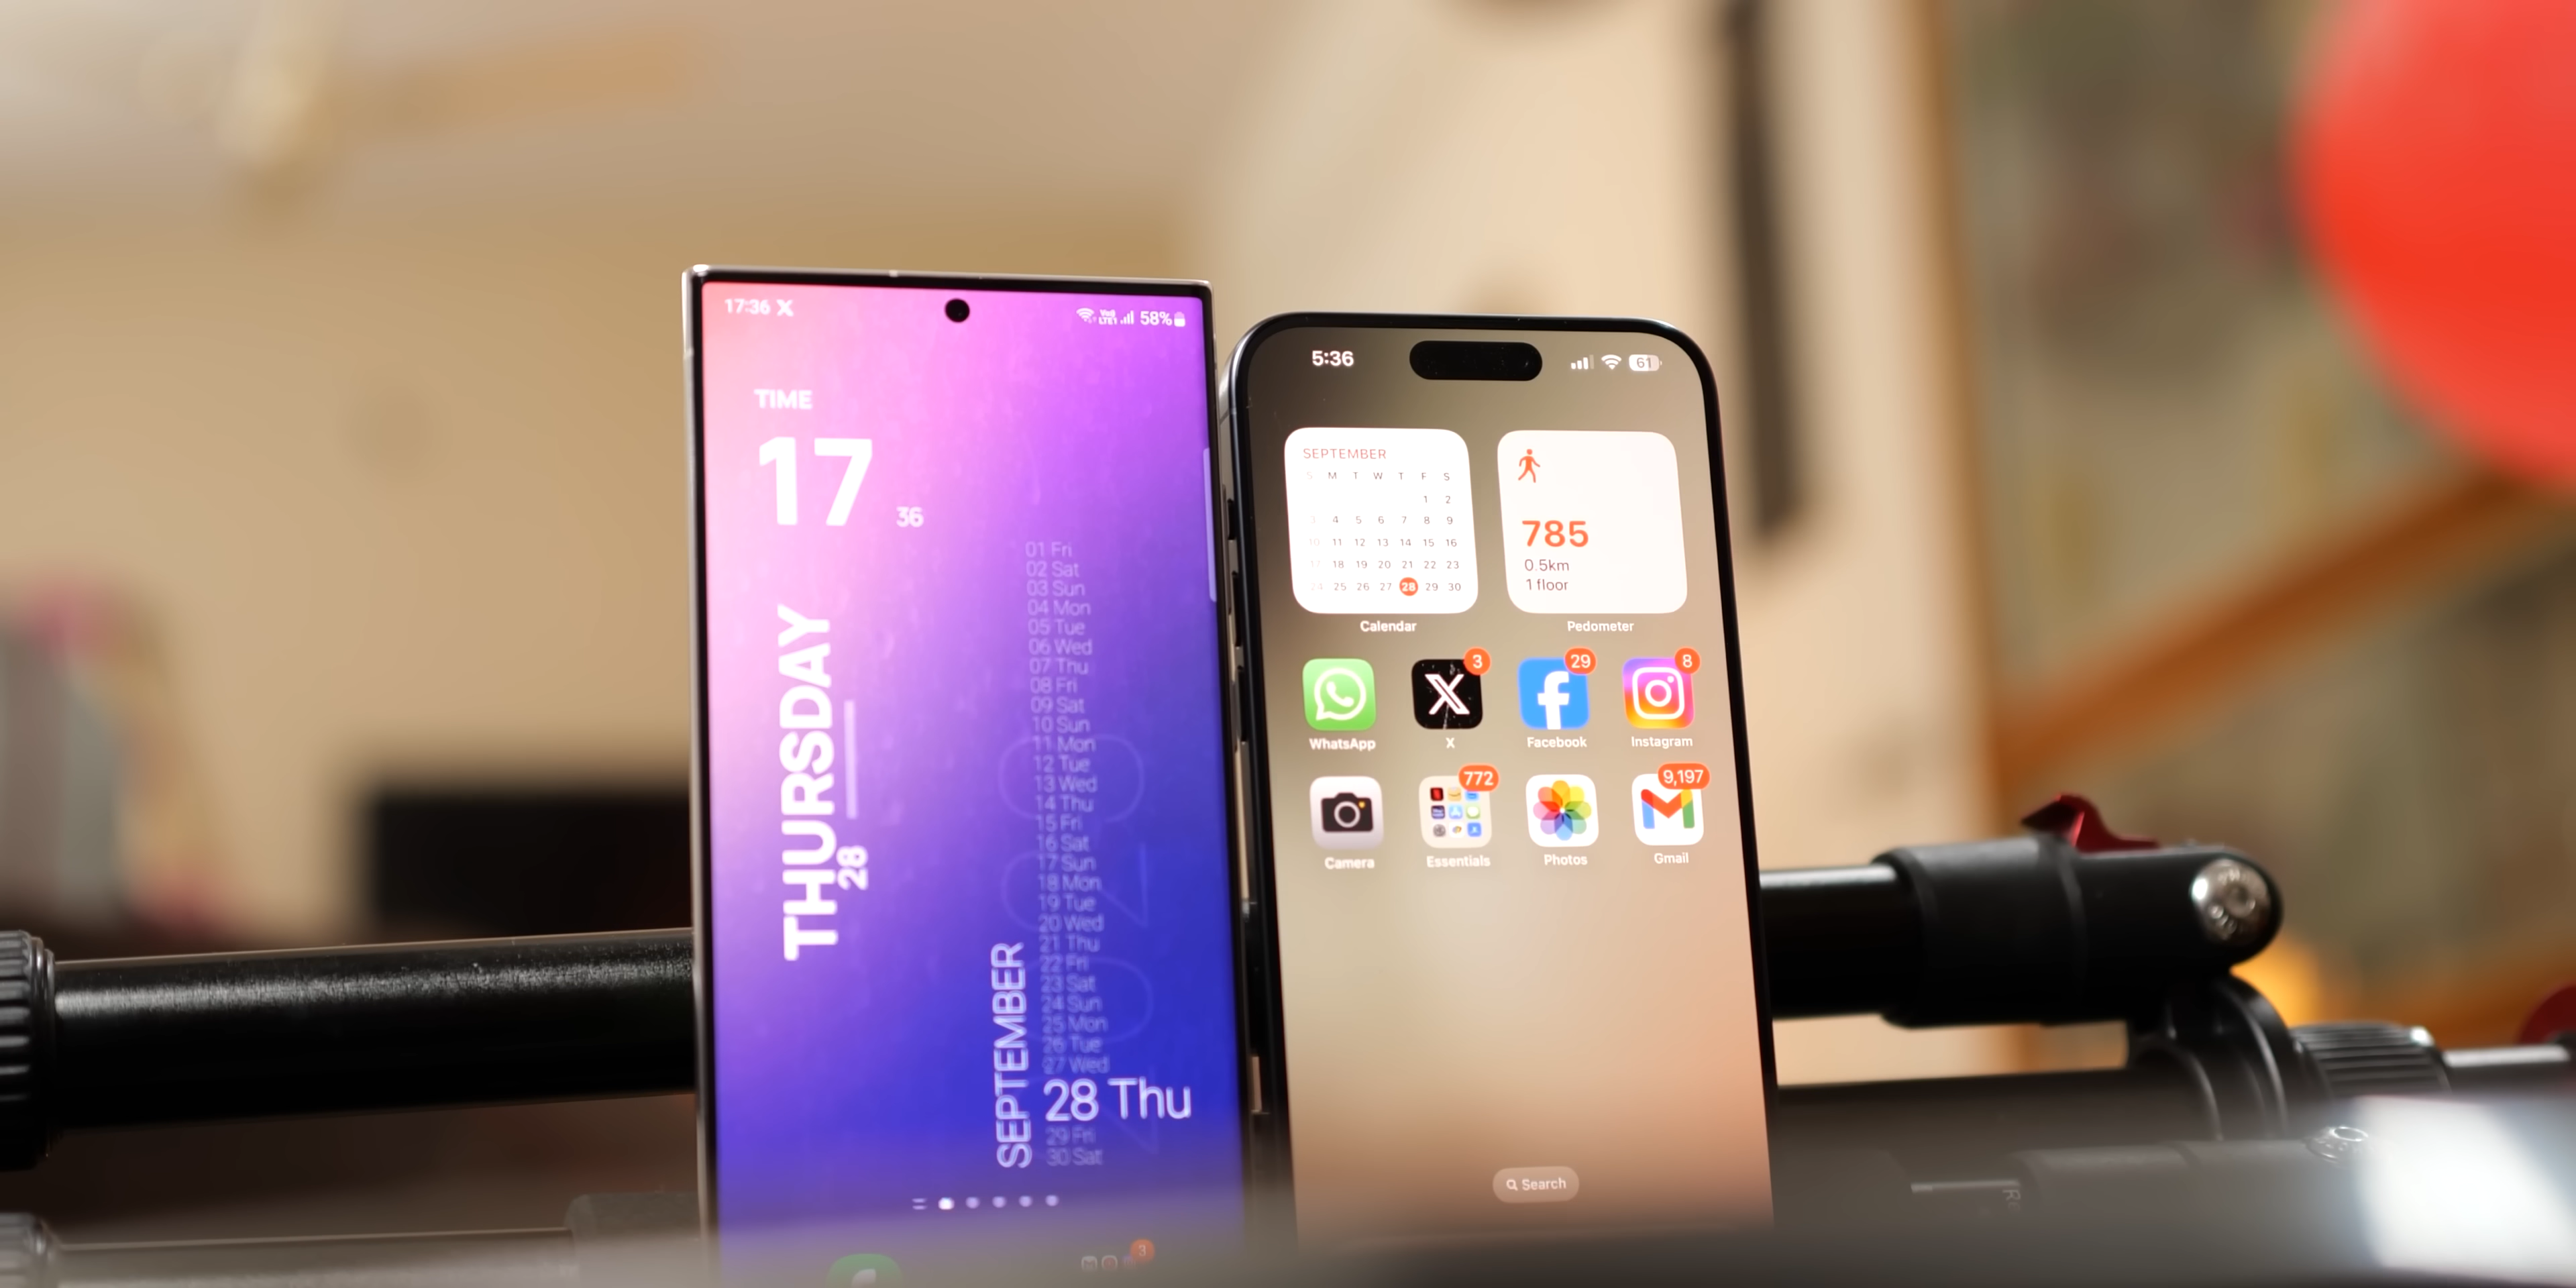 17:36 X
VoD LTE1 58%
TIME
17
36
THURSDAY
28
SEPTEMBER
01 Fri
02 Sat
03 Sun
04 Mon
05 Tue
06 Wed
07 Thu
08 Fri
09 Sat
10 Sun
11 Mon
12 Tue
13 Wed
14 Thu
15 Fri
16 Sat
17 Sun
18 Mon
19 Tue
20 Wed
21 Thu
22 Fri
23 Sat
24 Sun
25 Mon
26 Tue
27 Wed
28 Thu
29 Fri
30 Sat
3
5:36
61
SEPTEMBER
S M T W T F S
1 2
3 4 5 6 7 8 9
10 11 12 13 14 15 16
17 18 19 20 21 22 23
24 25 26 27 28 29 30
Calendar
785
0.5km
1 floor
Pedometer
3 29 8
WhatsApp X Facebook Instagram
772 9,197
Camera Essentials Photos Gmail
Search